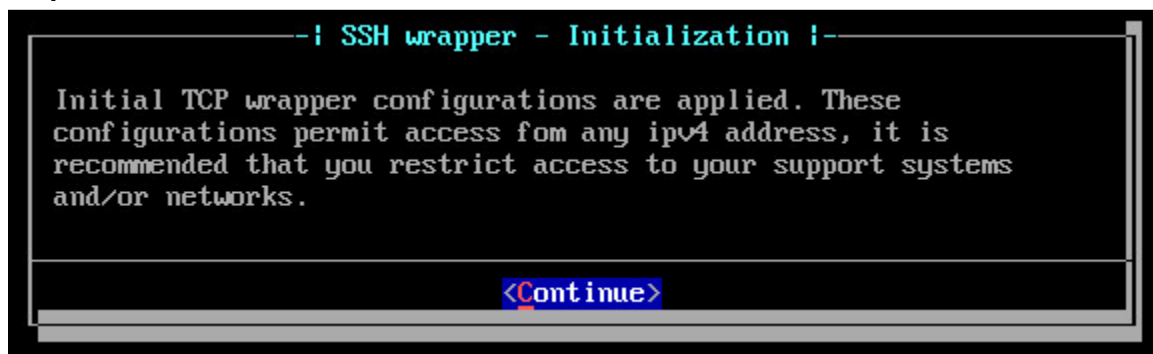 -| SSH wrapper - Initialization |-
Initial TCP wrapper configurations are applied. These
configurations permit access fom any ipv4 address, it is
recommended that you restrict access to your support systems
and/or networks.
<Continue>